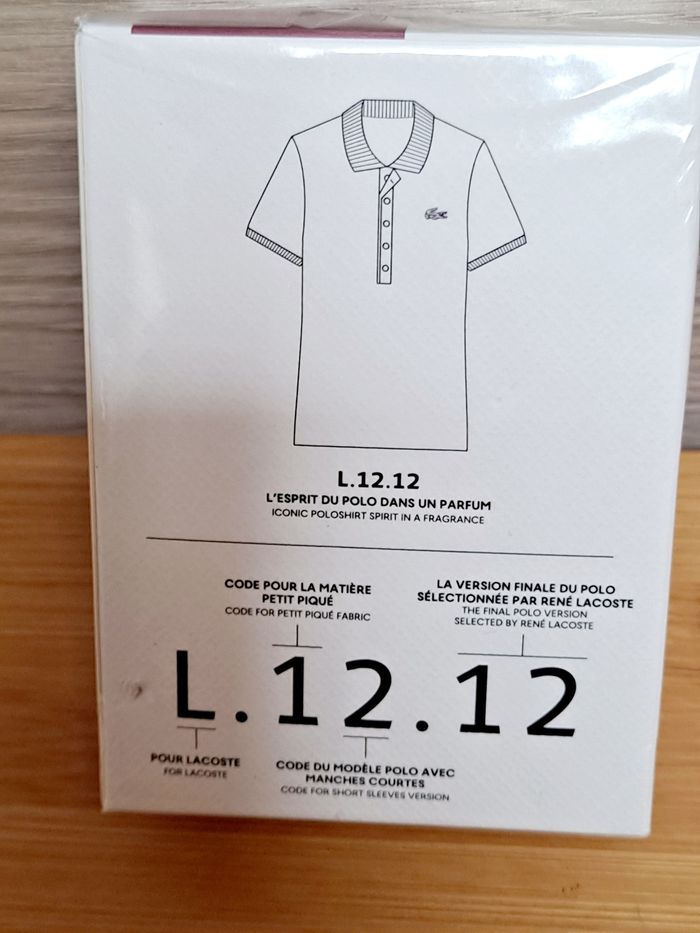 L.12.12
L'ESPRIT DU POLO DANS UN PARFUM
ICONIC POLOSHIRT SPIRIT IN A FRAGRANCE
CODE POUR LA MATIÈRE
PETIT PIQUÉ
CODE FOR PETIT PIQUÉ FABRIC
LA VERSION FINALE DU POLO
SÉLECTIONNÉE PAR RENÉ LACOSTE
THE FINAL POLO VERSION
SELECTED BY RENÉ LACOSTE
L.12.12
POUR LACOSTE
FOR LACOSTE
CODE DU MODÈLE POLO AVEC
MANCHES COURTES
CODE FOR SHORT SLEEVES VERSION